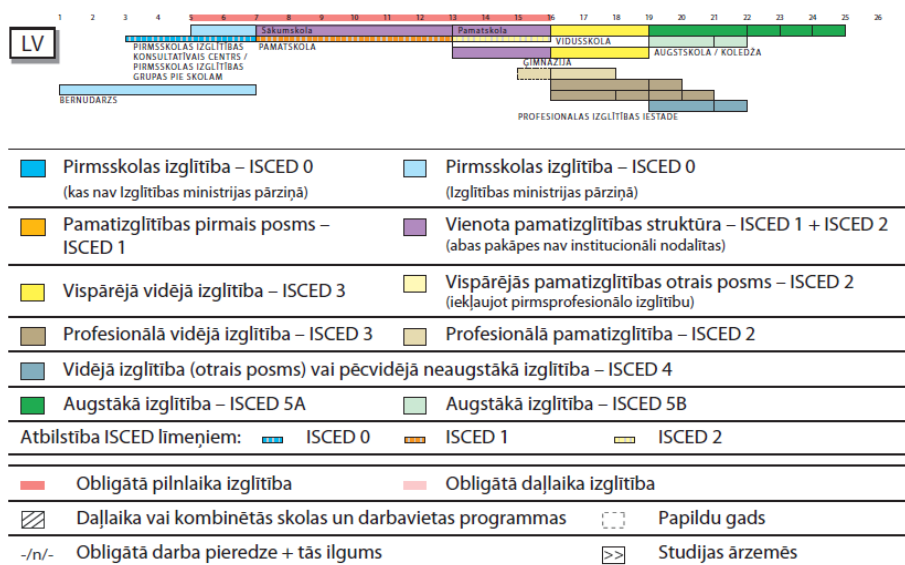 1 2 3 4 5 6 7 8 9 10 11 12 13 14 15 16 17 18 19 20 21 22 23 24 25 26
LV
Sākumskola
Pamatskola
PIRMSSKOLAS IZGLĪTĪBAS
KONSULTATĪVAIS CENTRS /
PIRMSSKOLAS IZGLĪTĪBAS
GRUPAS PIE SKOLAM
PAMATSKOLA
VIDUSSKOLA
AUGSTSKOLA / KOLEDŽA
ĢIMNĀZIJA
BERNUDARZS
PROFESIONALAS IZGLĪTĪBAS IESTADE
Pirmsskolas izglītība – ISCED 0
(kas nav Izglītības ministrijas pārziņā)
Pirmsskolas izglītība – ISCED 0
(Izglītības ministrijas pārziņā)
Pamatizglītības pirmais posms –
ISCED 1
Vienota pamatizglītības struktūra – ISCED 1 + ISCED 2
(abas pakāpes nav institucionāli nodalītas)
Vispārējā vidējā izglītība – ISCED 3
Vispārējās pamatizglītības otrais posms – ISCED 2
(iekļaujot pirmsprofesionālo izglītību)
Profesionālā vidējā izglītība – ISCED 3
Profesionālā pamatizglītība – ISCED 2
Vidējā izglītība (otrais posms) vai pēcvidējā neaugstākā izglītība – ISCED 4
Augstākā izglītība – ISCED 5A
Augstākā izglītība – ISCED 5B
Atbilstība ISCED līmeņiem:
ISCED 0
ISCED 1
ISCED 2
Obligātā pilnlaika izglītība
Obligātā daļlaika izglītība
Daļlaika vai kombinētās skolas un darbavietas programmas
Papildu gads
-/n/- Obligātā darba pieredze + tās ilgums
>> Studijas ārzemēs